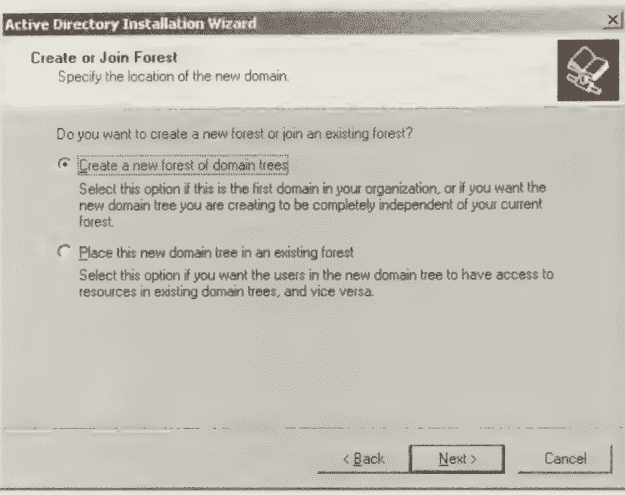 Active Directory Installation Wizard
Create or Join Forest
Specify the location of the new domain.
Do you want to create a new forest or join an existing forest?
Create a new forest of domain trees
Select this option if this is the first domain in your organization, or if you want the
new domain tree you are creating to be completely independent of your current
forest.
Place this new domain tree in an existing forest
Select this option if you want the users in the new domain tree to have access to
resources in existing domain trees, and vice versa.
< Back
Next >
Cancel